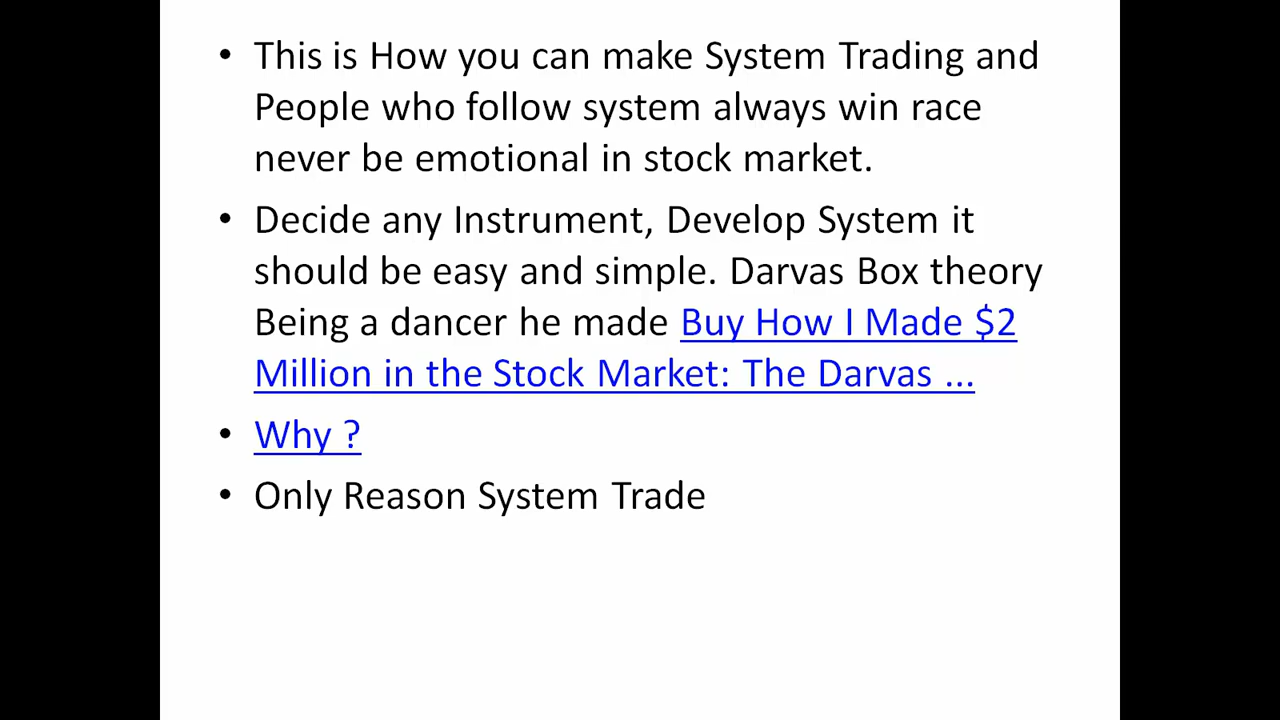 • This is How you can make System Trading and
People who follow system always win race
never be emotional in stock market.
• Decide any Instrument, Develop System it
should be easy and simple. Darvas Box theory
Being a dancer he made Buy How I Made $2
Million in the Stock Market: The Darvas ...
• Why ?
• Only Reason System Trade